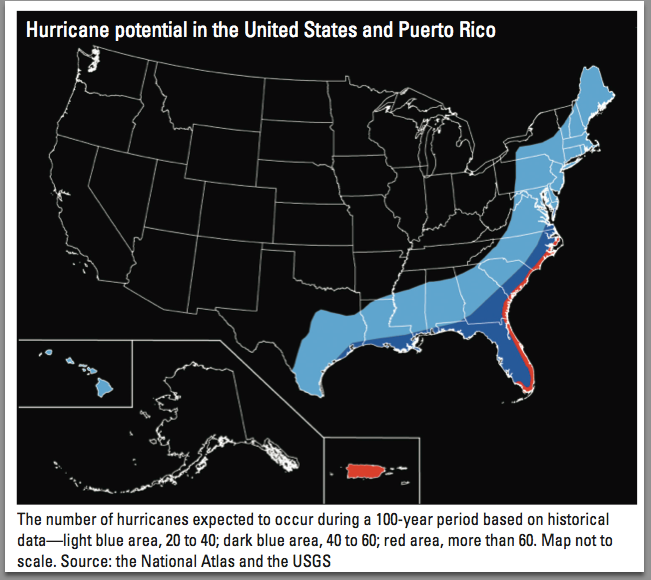 Hurricane potential in the United States and Puerto Rico
The number of hurricanes expected to occur during a 100-year period based on historical
data—light blue area, 20 to 40; dark blue area, 40 to 60; red area, more than 60. Map not to
scale. Source: the National Atlas and the USGS